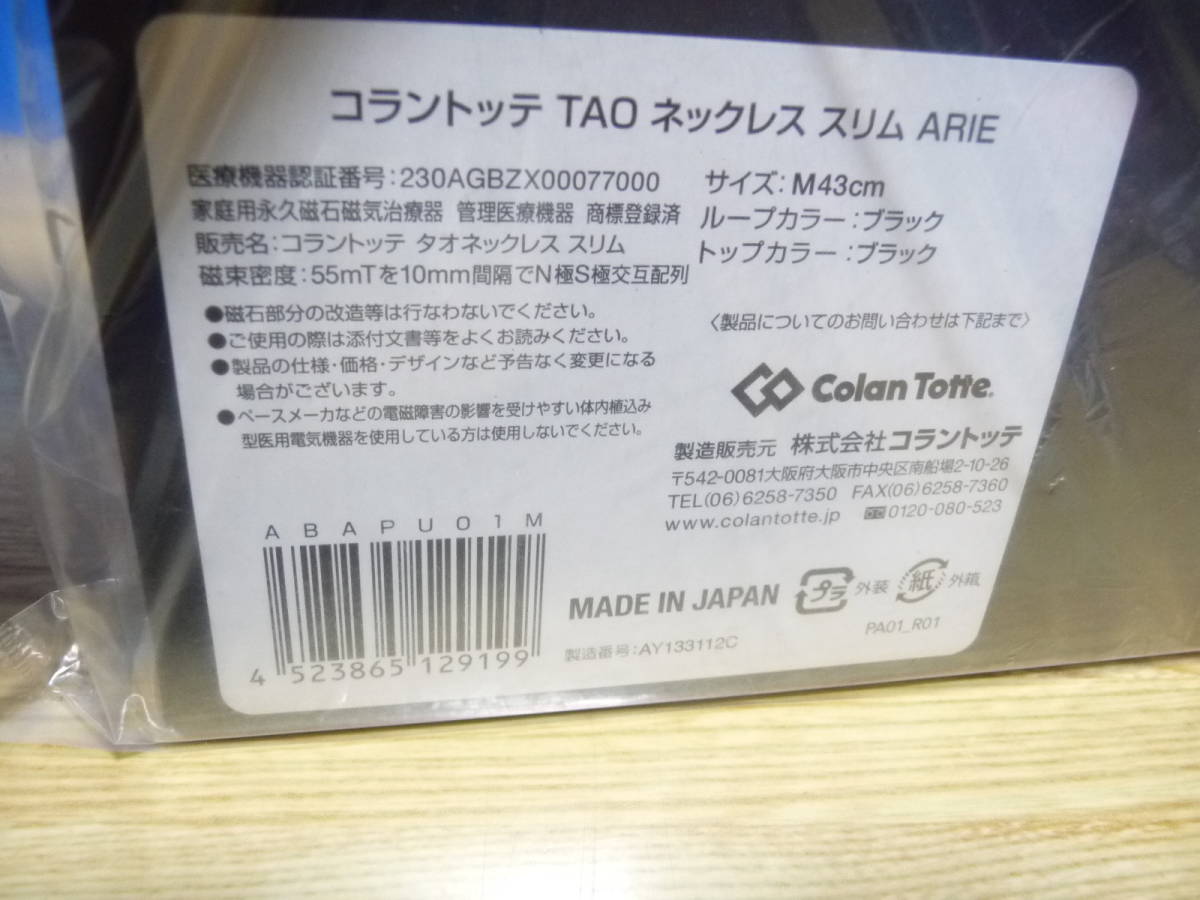 コラントッテ TAO ネックレス スリム ARIE
医療機器認証番号:230AGBZX00077000
家庭用永久磁石磁気治療器 管理医療機器 商標登録済
販売名:コラントッテ タオネックレス スリム
磁束密度:55mTを10mm間隔でN極S極交互配列
サイズ:M43cm
ループカラー:ブラック
トップカラー:ブラック
●磁石部分の改造等は行なわないでください。
●ご使用の際は添付文書等をよくお読みください。
●製品の仕様・価格・デザインなど予告なく変更になる
場合がございます。
●ペースメーカなどの電磁障害の影響を受けやすい体内植込み
型医用電気機器を使用している方は使用しないでください。
〈製品についてのお問い合わせは下記まで〉
Colan Totte.
製造販売元 株式会社コラントッテ
〒542-0081大阪府大阪市中央区南船場2-10-26
TEL(06)6258-7350 FAX(06)6258-7360
www.colantotte.jp 0120-080-523
ABAPU01M
4 523865 129199
MADE IN JAPAN
プラ 外装 紙 外箱
製造番号:AY133112C
PA01_R01